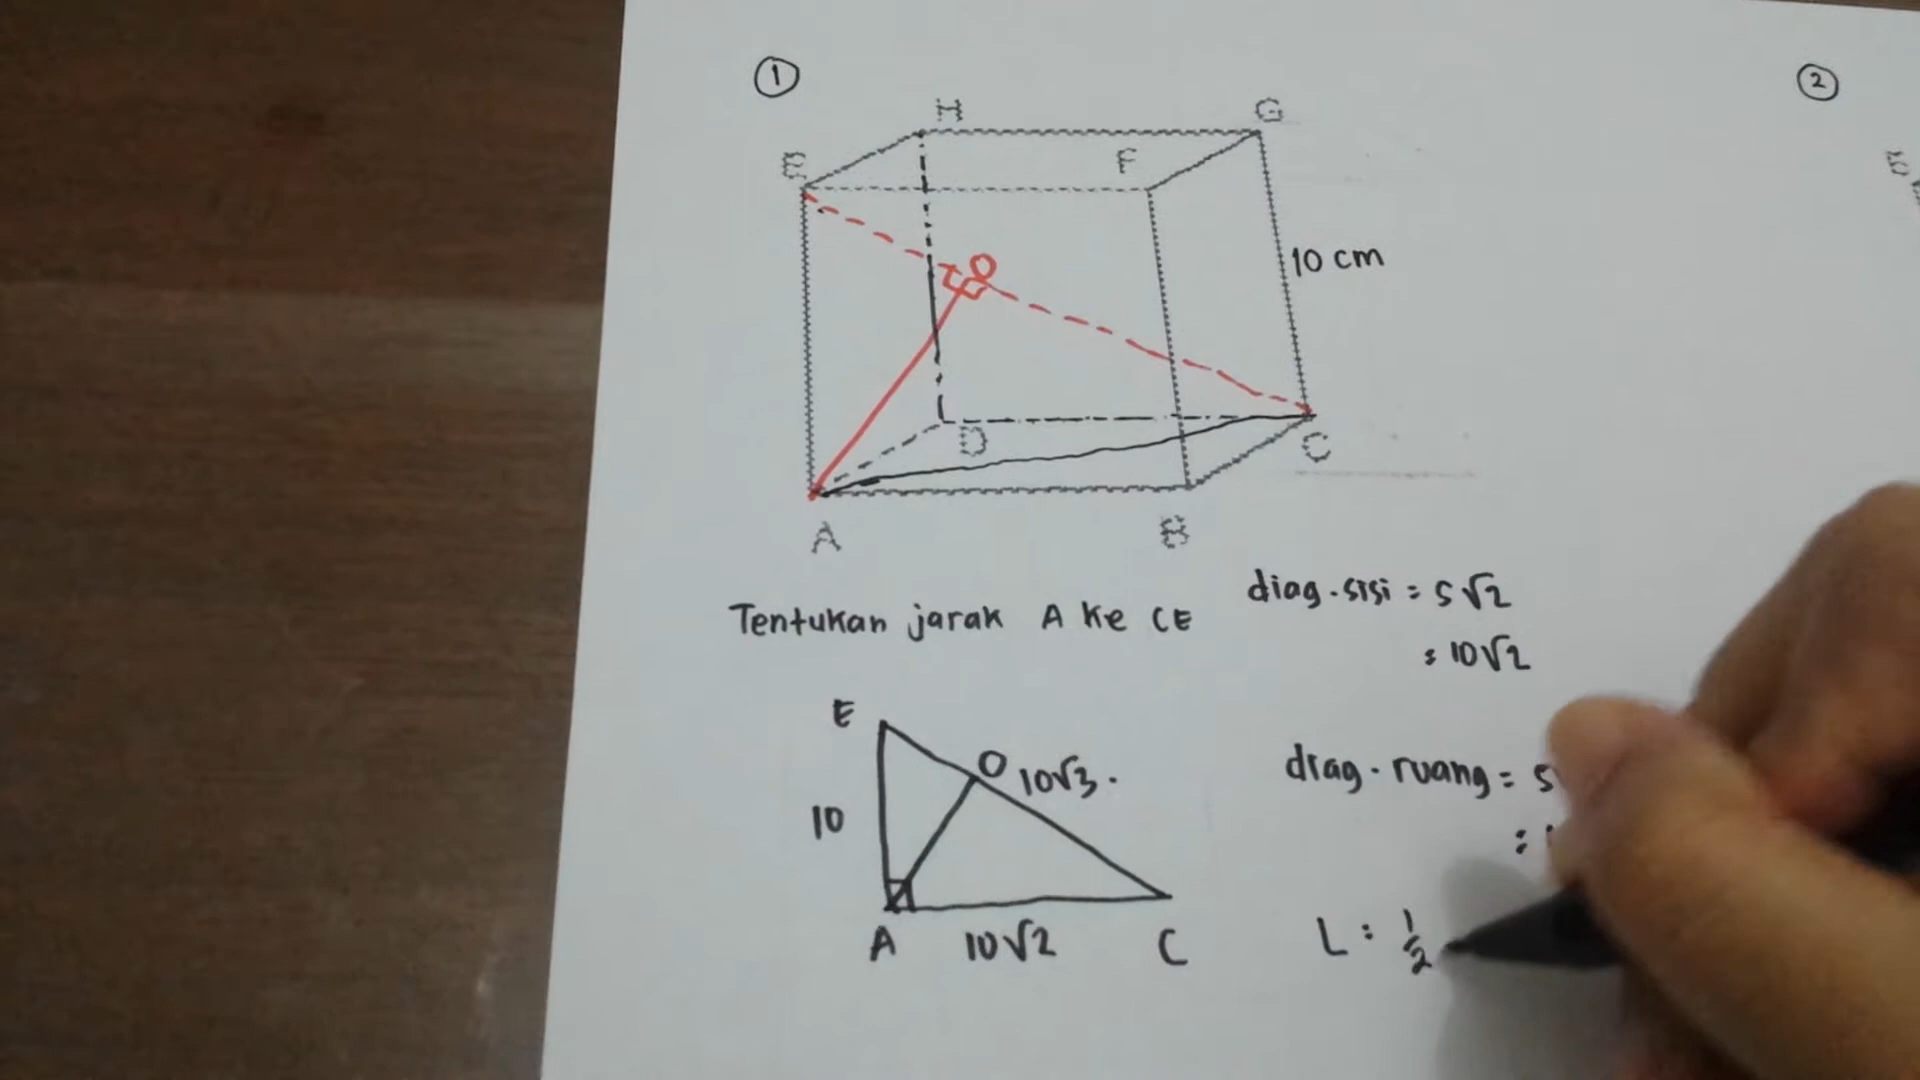 1
2
H
G
E
F
O
10 cm
D
C
A
B
Tentukan jarak A ke CE
diag. sisi = s√2
= 10√2
E
O 10√3.
10
A 10√2 C
diag. ruang = s
L = 1/2